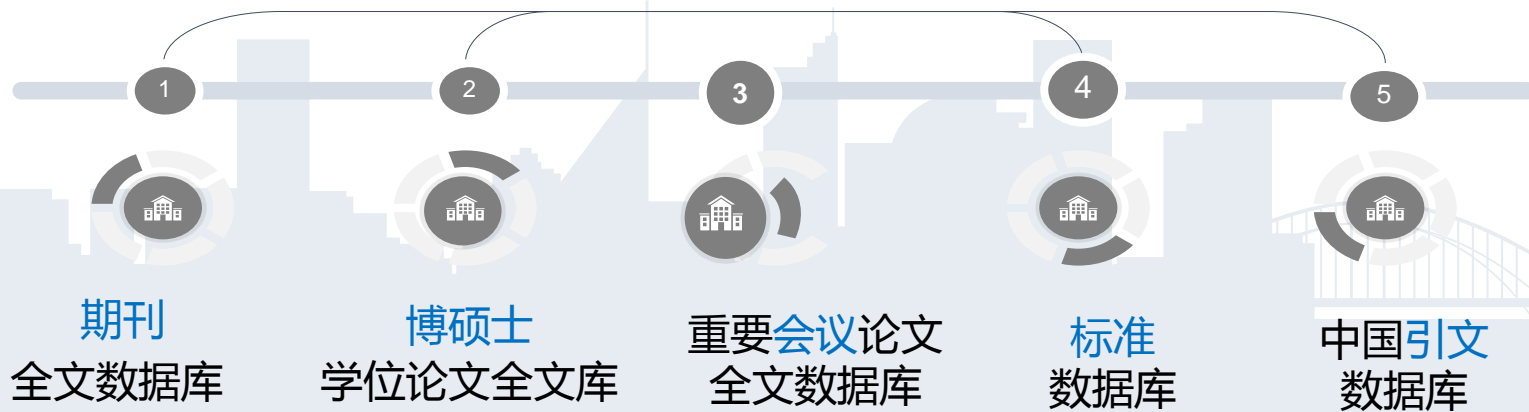 1
2
3
4
5
期刊
全文数据库
博硕士
学位论文全文库
重要会议论文
全文数据库
标准
数据库
中国引文
数据库